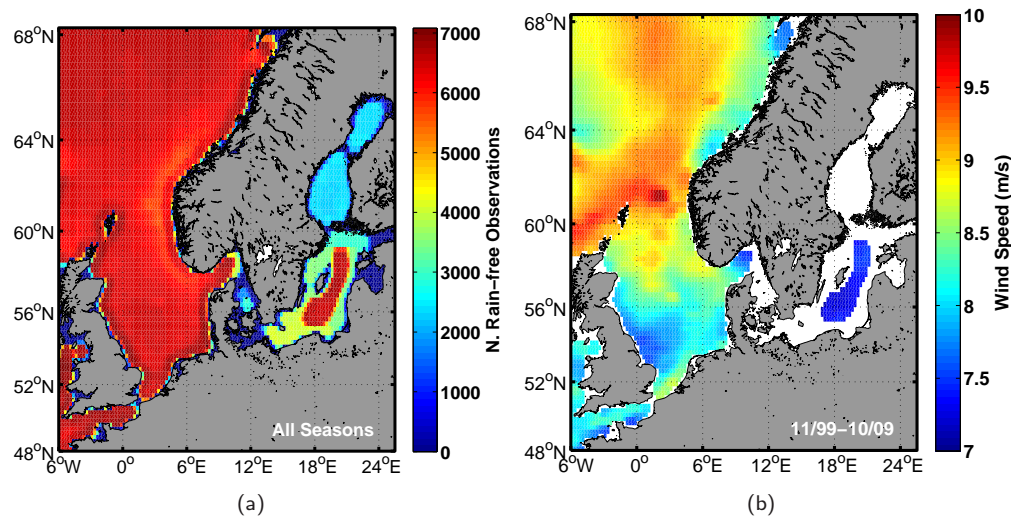 68°N
64°N
60°N
56°N
52°N
48°N
6°W
0°
6°E
12°E
18°E
24°E
All Seasons
7000
6000
5000
4000
3000
2000
1000
0
N. Rain-free Observations
(a)
68°N
64°N
60°N
56°N
52°N
48°N
6°W
0°
6°E
12°E
18°E
24°E
11/99-10/09
10
9.5
9
8.5
8
7.5
7
Wind Speed (m/s)
(b)